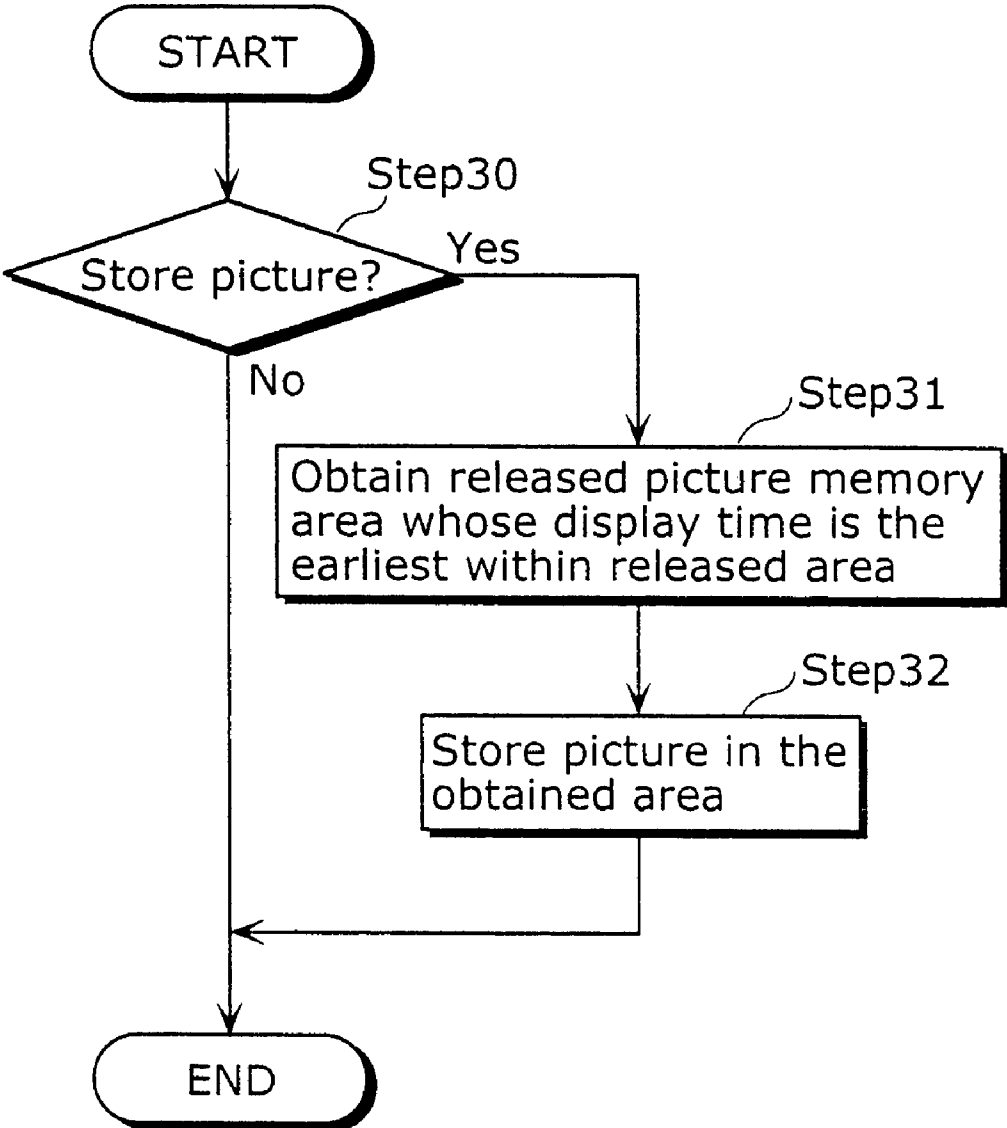 START
Step30
Store picture?
Yes
No
Step31
Obtain released picture memory
area whose display time is the
earliest within released area
Step32
Store picture in the
obtained area
END